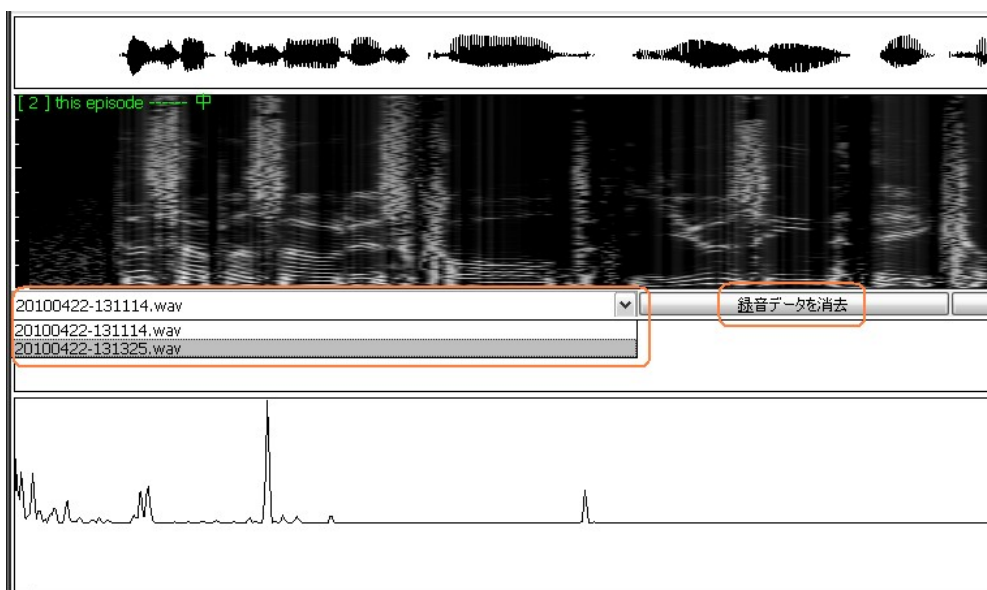 [ 2 ] this episode ------ 中
20100422-131114.wav
録音データを消去
20100422-131114.wav
20100422-131325.wav